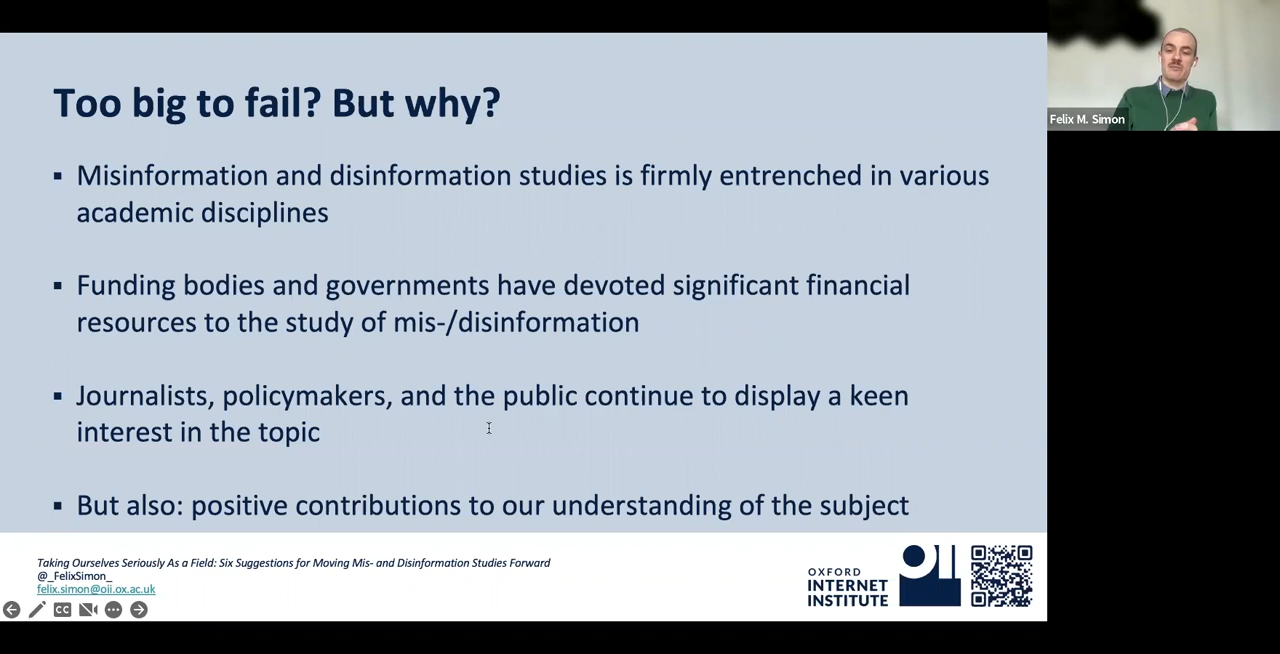 Too big to fail? But why?
▪ Misinformation and disinformation studies is firmly entrenched in various
academic disciplines
▪ Funding bodies and governments have devoted significant financial
resources to the study of mis-/disinformation
▪ Journalists, policymakers, and the public continue to display a keen
interest in the topic
▪ But also: positive contributions to our understanding of the subject
Taking Ourselves Seriously As a Field: Six Suggestions for Moving Mis- and Disinformation Studies Forward
@_FelixSimon_
felix.simon@oii.ox.ac.uk
CC
OXFORD
INTERNET
INSTITUTE
oii
Felix M. Simon